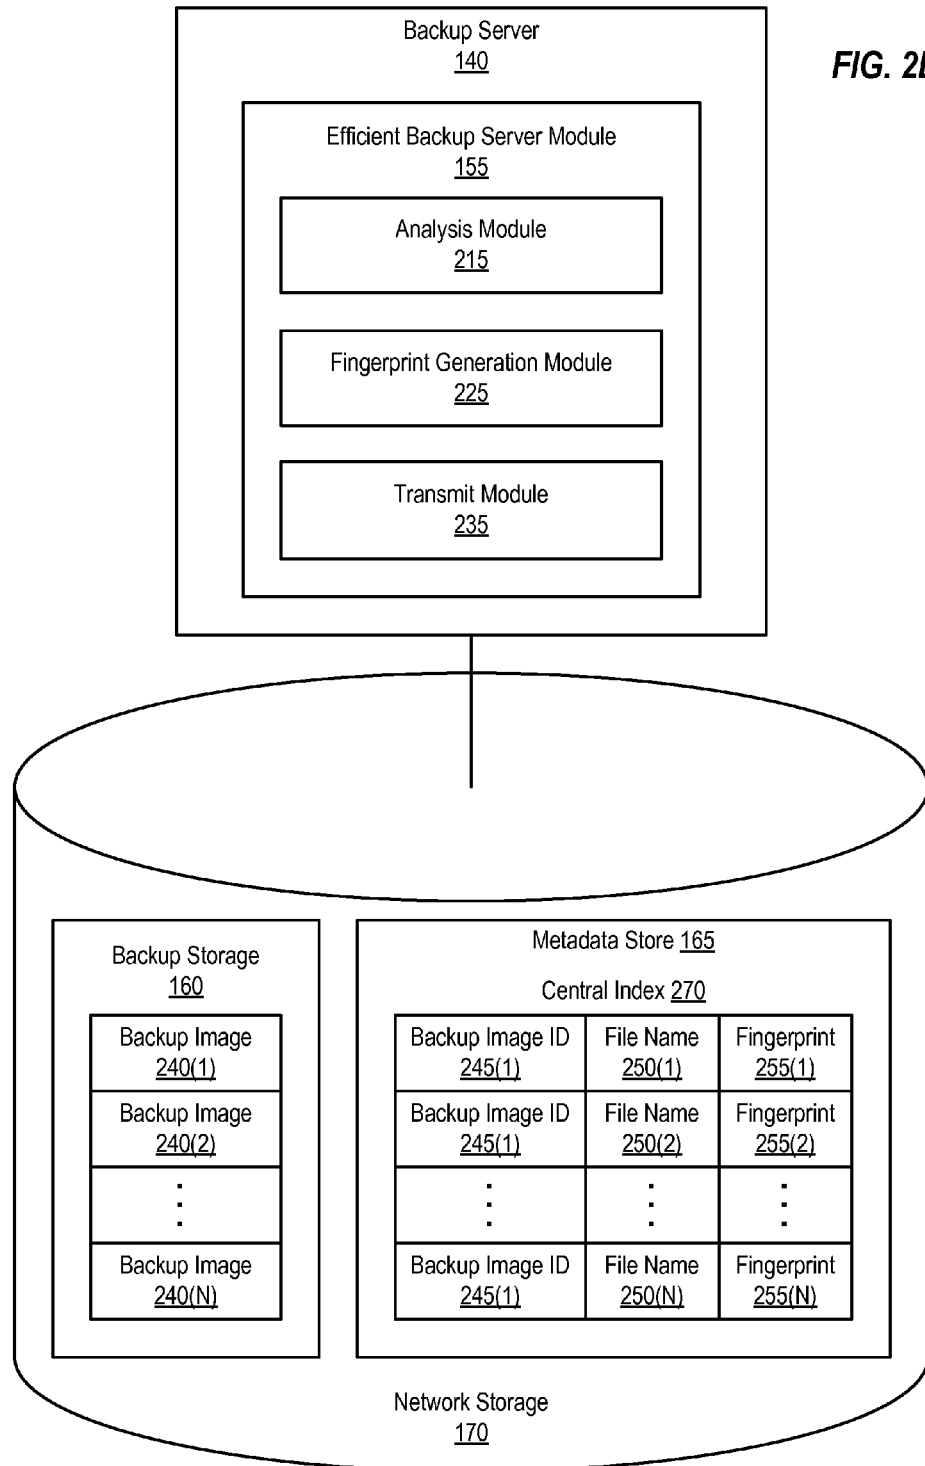 Backup Server
140
FIG. 2B
Efficient Backup Server Module
155
Analysis Module
215
Fingerprint Generation Module
225
Transmit Module
235
Backup Storage
160
Backup Image
240(1)
Backup Image
240(2)
Backup Image
240(N)
Metadata Store 165
Central Index 270
Backup Image ID File Name Fingerprint
245(1) 250(1) 255(1)
Backup Image ID File Name Fingerprint
245(1) 250(2) 255(2)
Backup Image ID File Name Fingerprint
245(1) 250(N) 255(N)
Network Storage
170